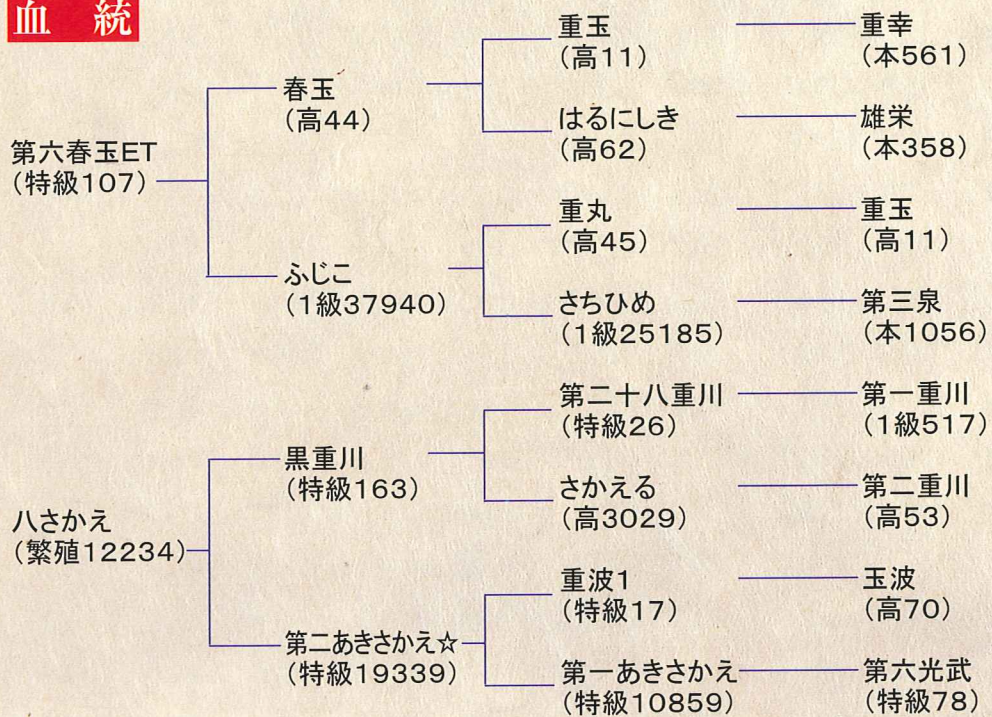 血 統
第六春玉ET
(特級107)
春玉
(高44)
重玉
(高11)
重幸
(本561)
はるにしき
(高62)
雄栄
(本358)
ふじこ
(1級37940)
重丸
(高45)
重玉
(高11)
さちひめ
(1級25185)
第三泉
(本1056)
八さかえ
(繁殖12234)
黒重川
(特級163)
第二十八重川
(特級26)
第一重川
(1級517)
さかえる
(高3029)
第二重川
(高53)
第二あきさかえ☆
(特級19339)
重波1
(特級17)
玉波
(高70)
第一あきさかえ
(特級10859)
第六光武
(特級78)